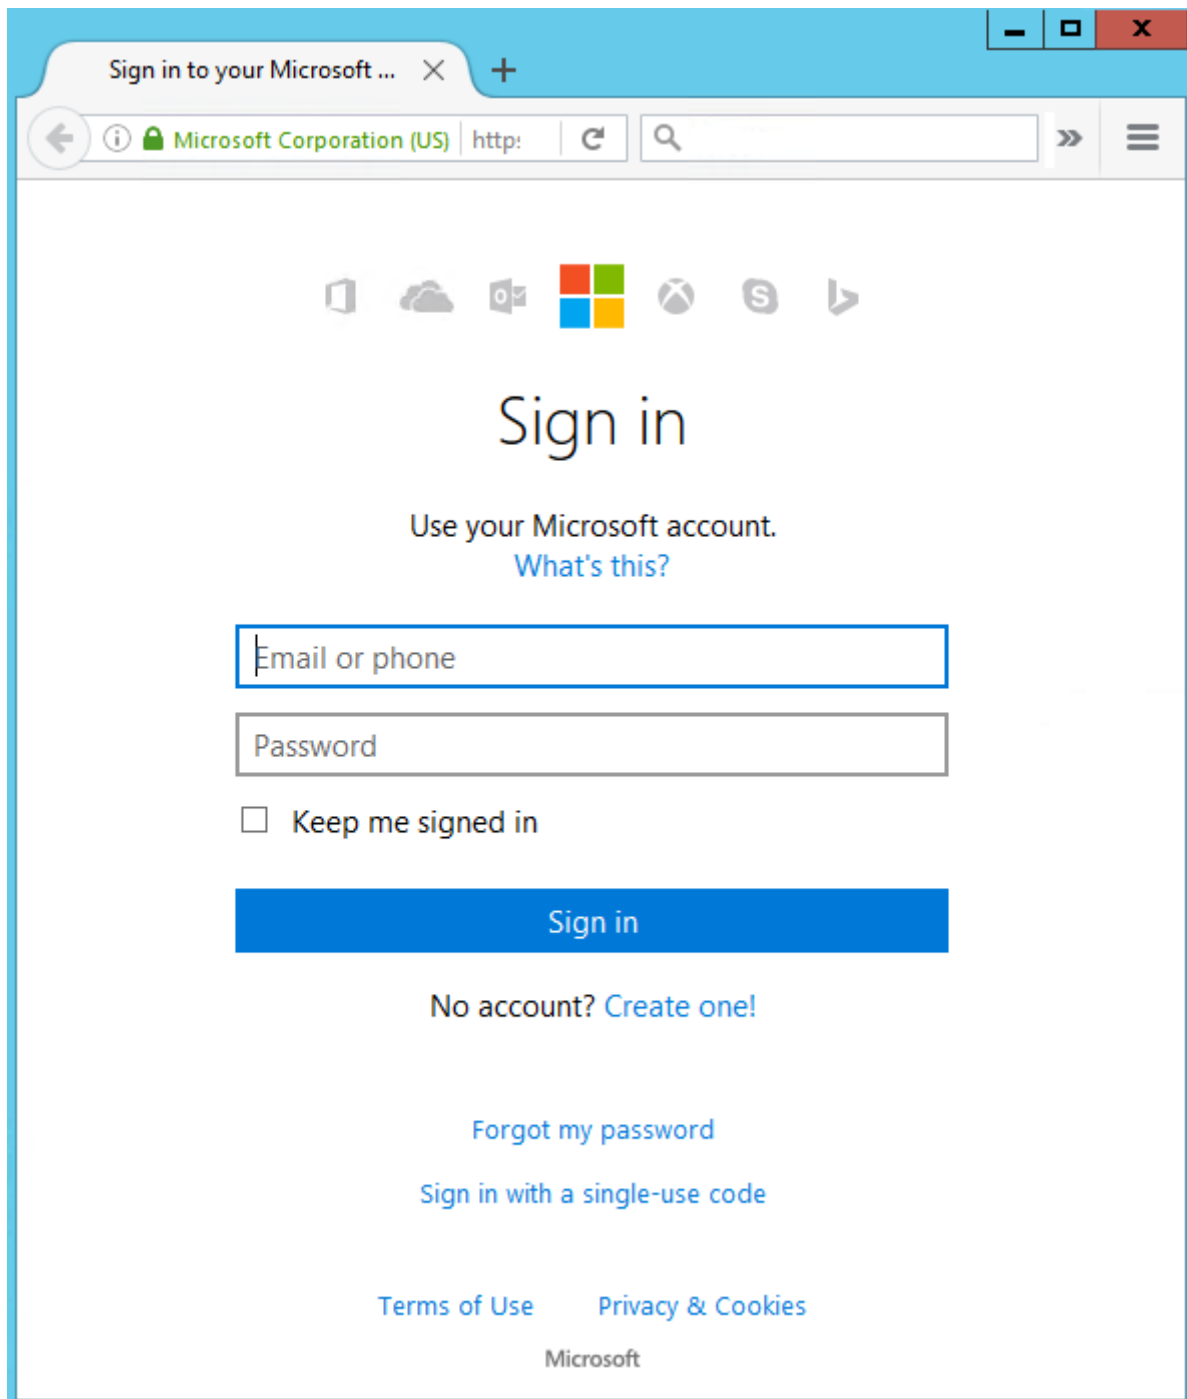 Sign in to your Microsoft ...
Microsoft Corporation (US) https:
Sign in
Use your Microsoft account.
What's this?
Email or phone
Password
Keep me signed in
Sign in
No account? Create one!
Forgot my password
Sign in with a single-use code
Terms of Use Privacy & Cookies
Microsoft